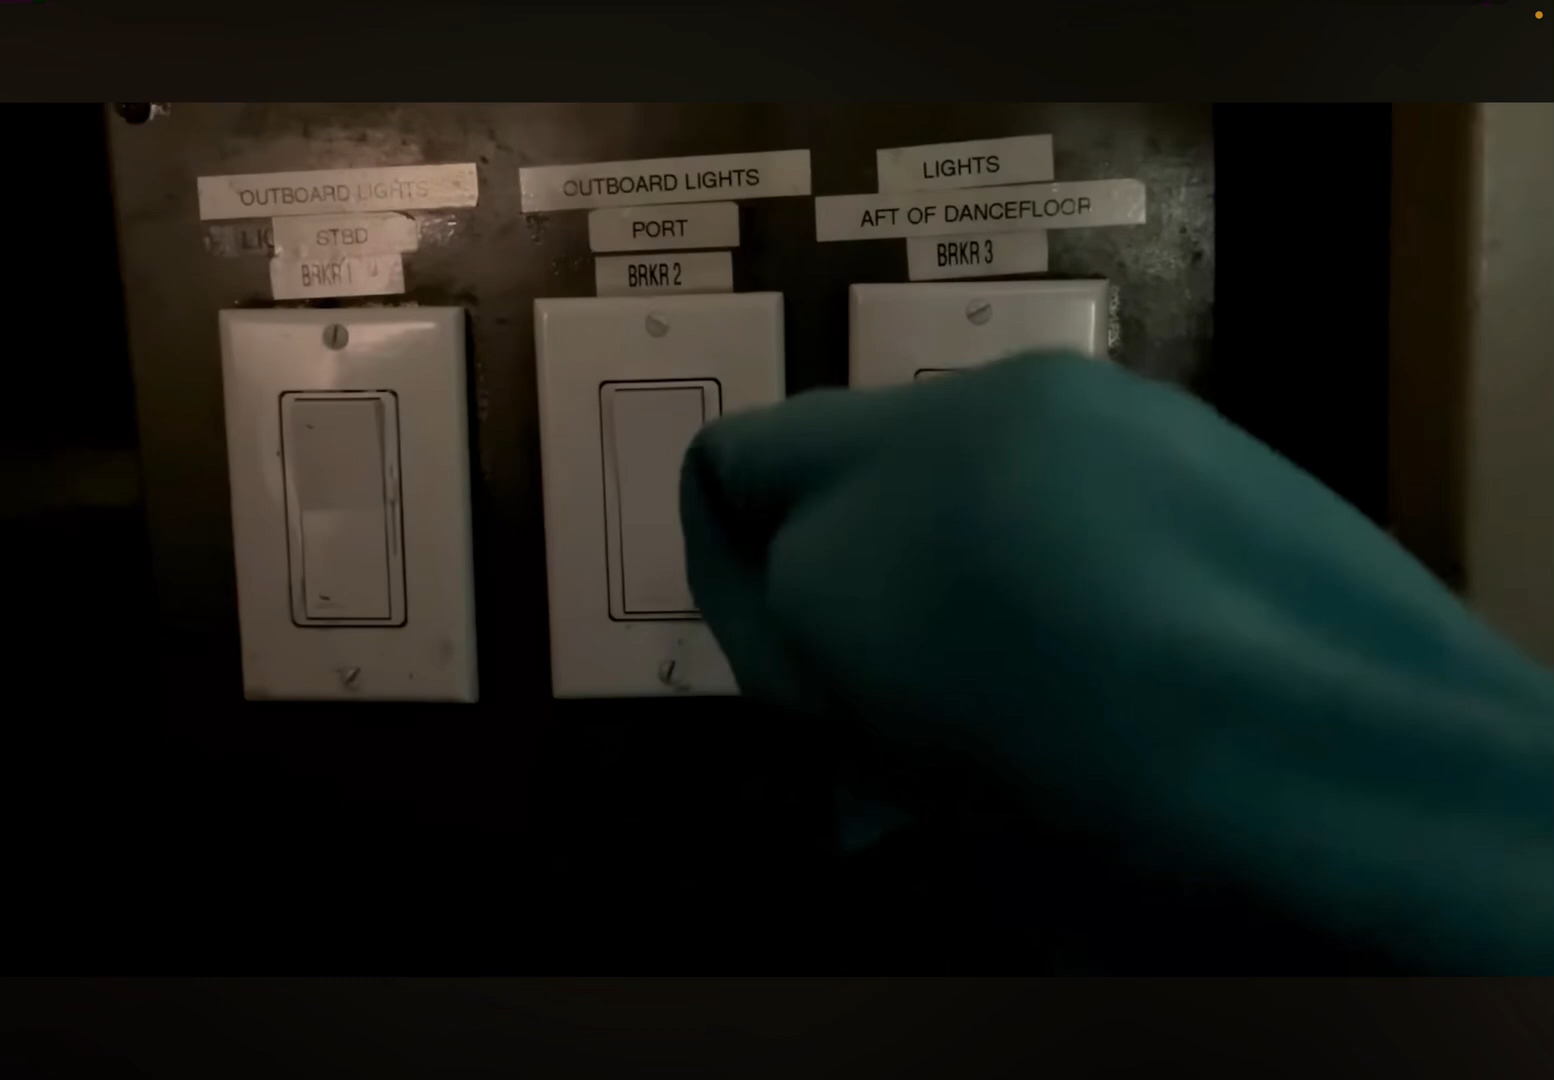 OUTBOARD LIGHTS
STBD
BRKR 1
OUTBOARD LIGHTS
PORT
BRKR 2
LIGHTS
AFT OF DANCEFLOOR
BRKR 3